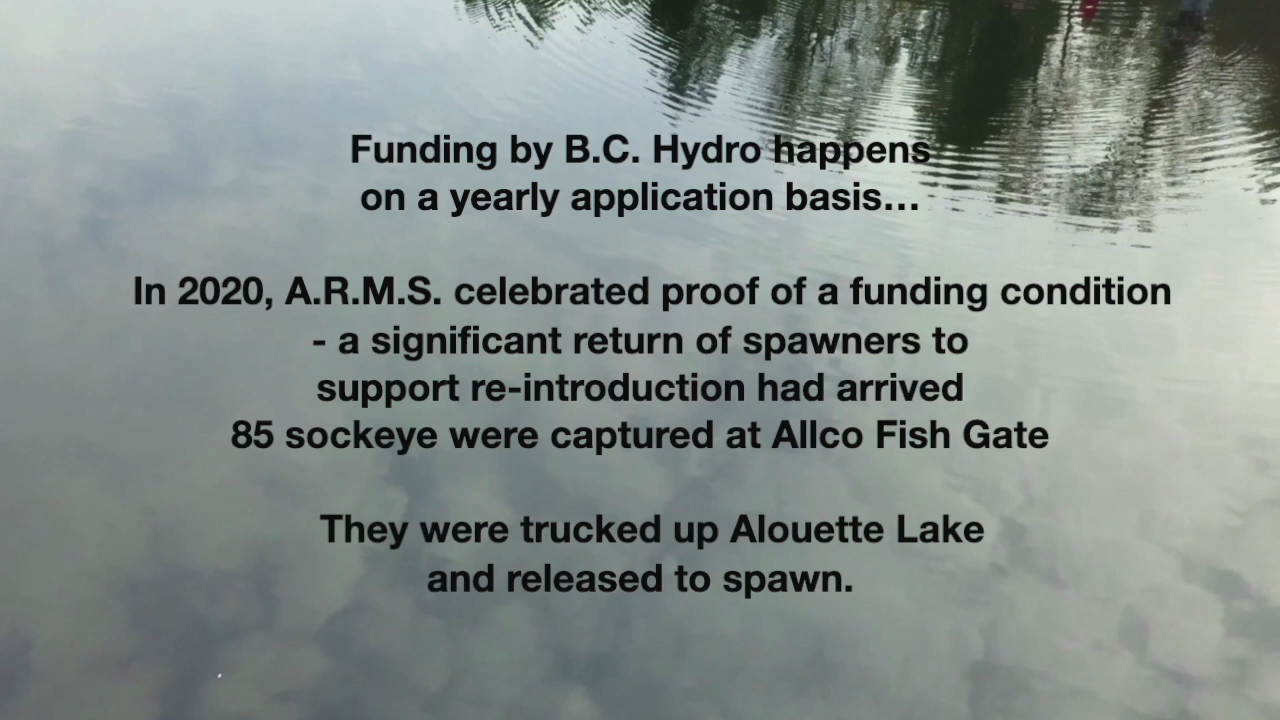 Funding by B.C. Hydro happens
on a yearly application basis…
In 2020, A.R.M.S. celebrated proof of a funding condition
- a significant return of spawners to
support re-introduction had arrived
85 sockeye were captured at Allco Fish Gate
They were trucked up Alouette Lake
and released to spawn.